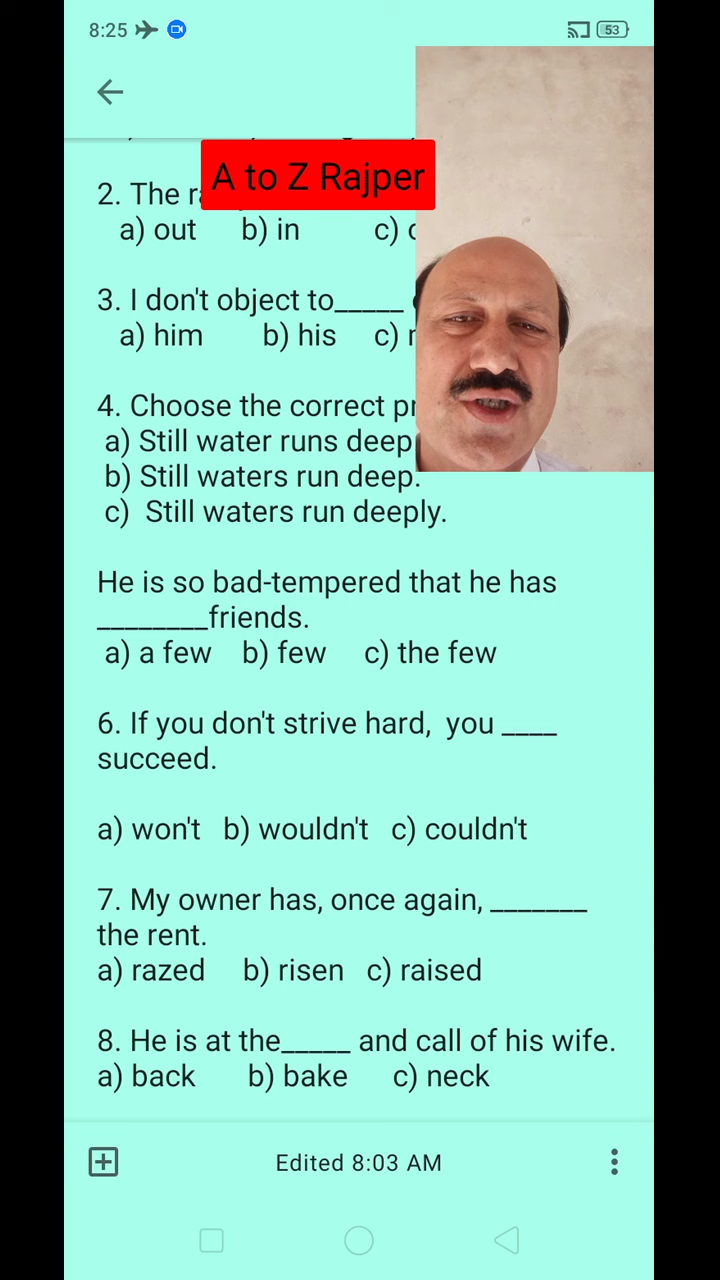 8:25
53
A to Z Rajper
2. The
a) out b) in c)
3. I don't object to_____
a) him b) his c)
4. Choose the correct
a) Still water runs deep
b) Still waters run deep.
c) Still waters run deeply.
He is so bad-tempered that he has
________friends.
a) a few b) few c) the few
6. If you don't strive hard, you ____
succeed.
a) won't b) wouldn't c) couldn't
7. My owner has, once again, _______
the rent.
a) razed b) risen c) raised
8. He is at the_____ and call of his wife.
a) back b) bake c) neck
Edited 8:03 AM